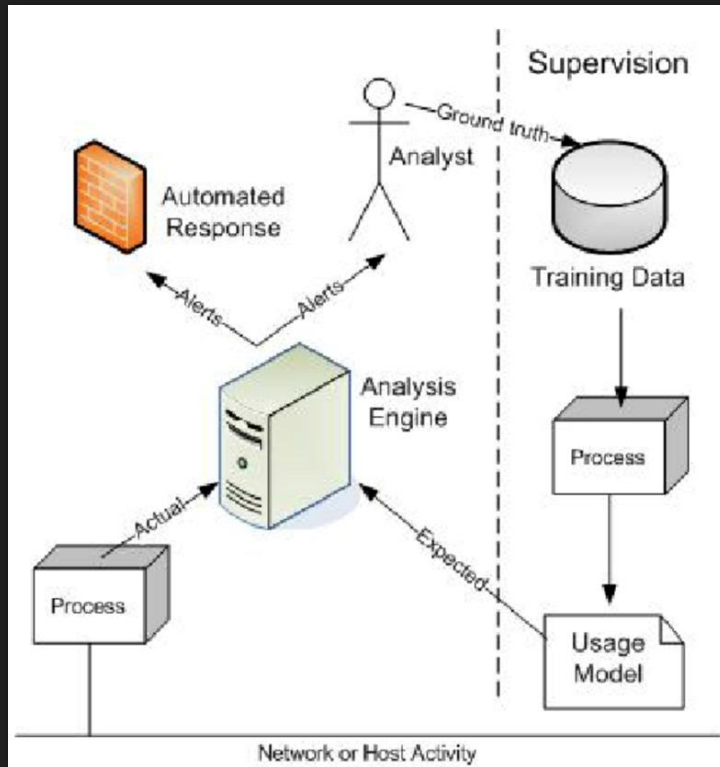 Supervision
Ground truth
Analyst
Automated
Response
Training Data
Alerts
Alerts
Analysis
Engine
Process
Actual
Expected
Process
Usage
Model
Network or Host Activity